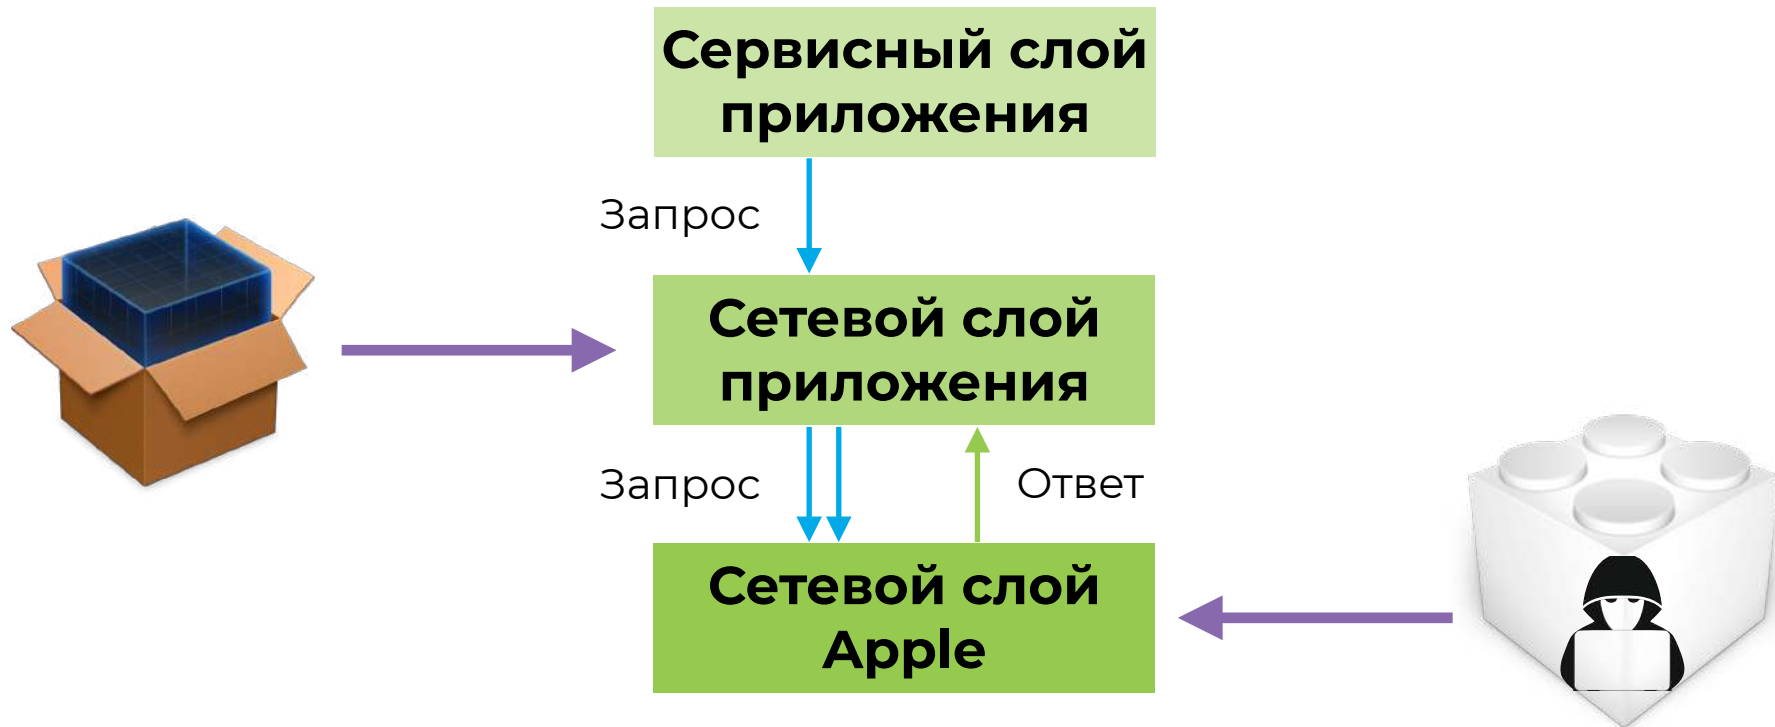 Сервисный слой
приложения
Запрос
Сетевой слой
приложения
Запрос
Ответ
Сетевой слой
Apple